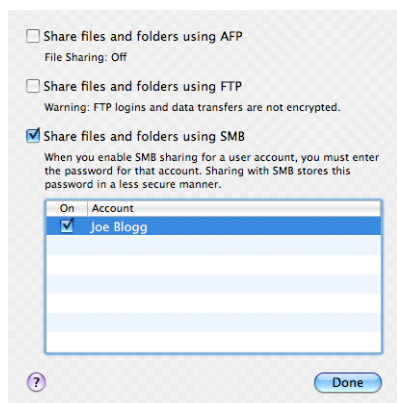 Share files and folders using AFP
File Sharing: Off
Share files and folders using FTP
Warning: FTP logins and data transfers are not encrypted.
Share files and folders using SMB
When you enable SMB sharing for a user account, you must enter
the password for that account. Sharing with SMB stores this
password in a less secure manner.
On Account
Joe Blogg
? Done